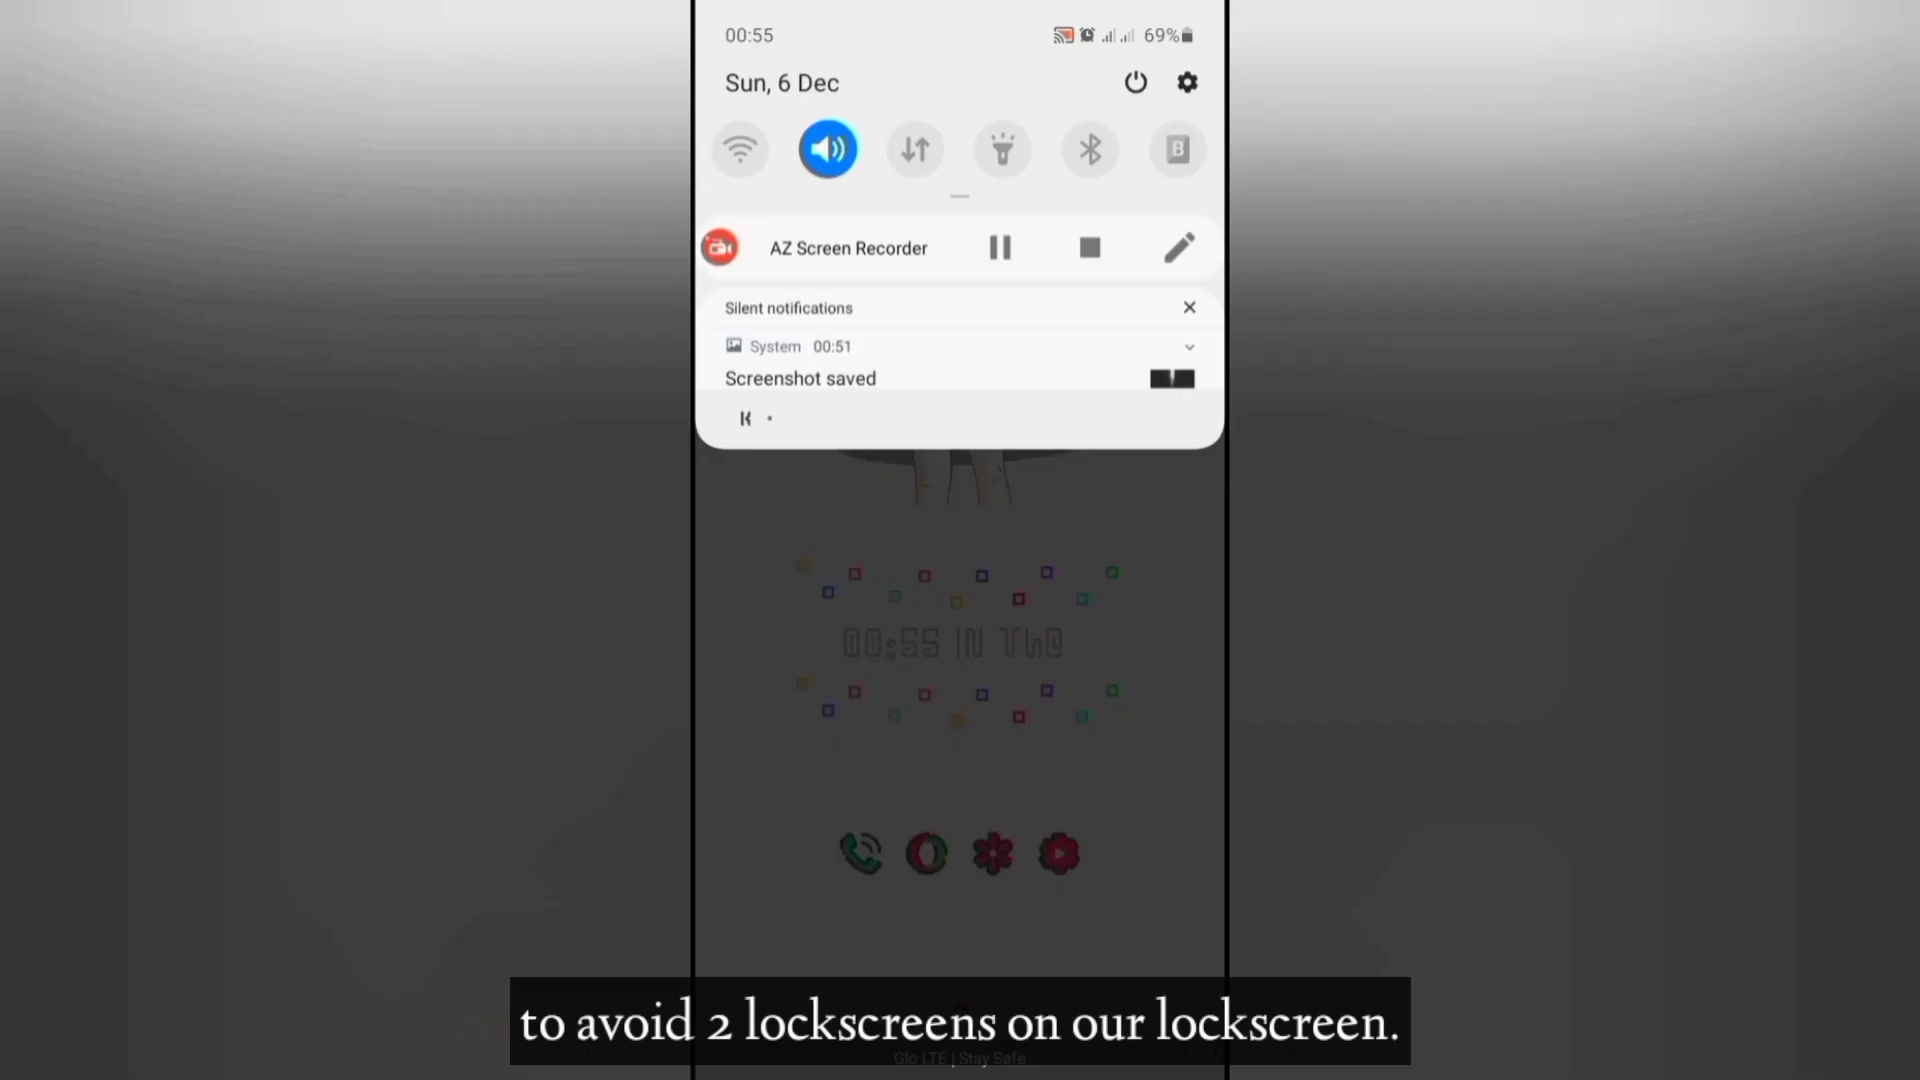 00:55
69%
Sun, 6 Dec
B
AZ Screen Recorder
Silent notifications
System 00:51
Screenshot saved
00:55 IN Th@
to avoid 2 lockscreens on our lockscreen.
Glo LTE | Stay Safe